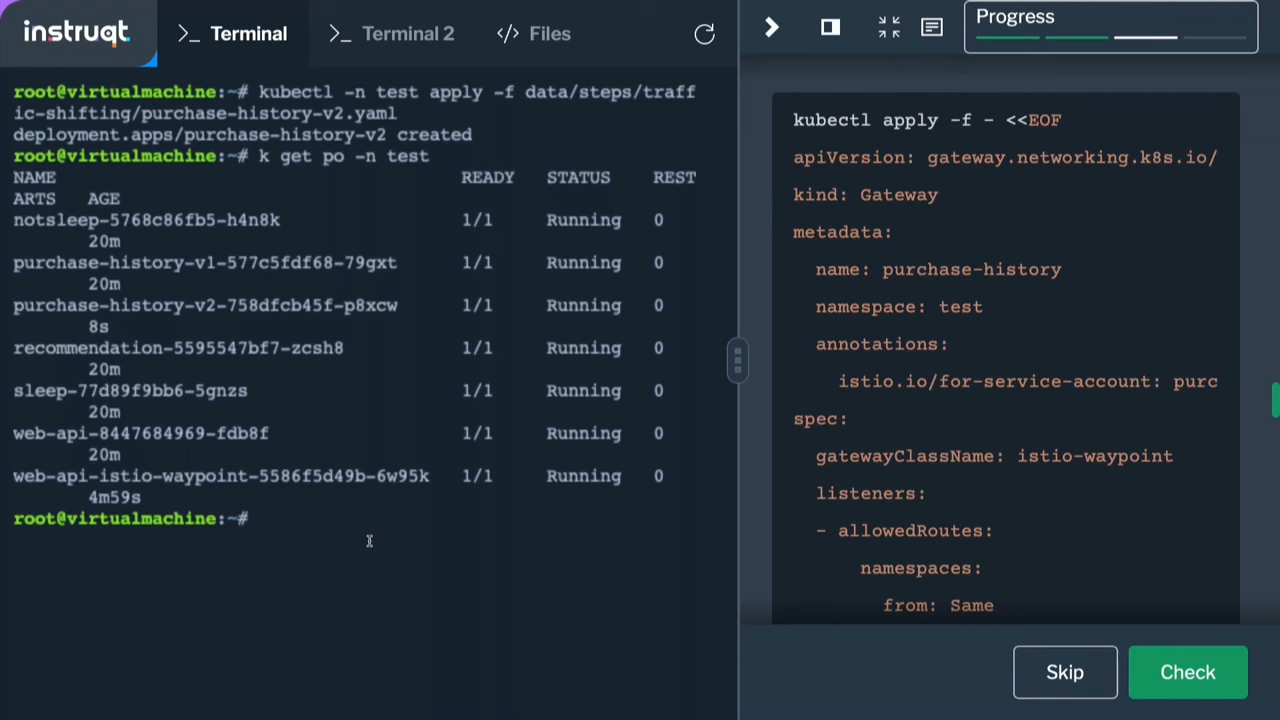 instruqt
>_ Terminal
>_ Terminal 2
</> Files
Progress
root@virtualmachine:~# kubectl -n test apply -f data/steps/traff
ic-shifting/purchase-history-v2.yaml
deployment.apps/purchase-history-v2 created
root@virtualmachine:~# k get po -n test
NAME READY STATUS REST
ARTS AGE
notsleep-5768c86fb5-h4n8k 1/1 Running 0
20m
purchase-history-v1-577c5fdf68-79gxt 1/1 Running 0
20m
purchase-history-v2-758dfcb45f-p8xcw 1/1 Running 0
8s
recommendation-5595547bf7-zcsh8 1/1 Running 0
20m
sleep-77d89f9bb6-5gnzs 1/1 Running 0
20m
web-api-8447684969-fdb8f 1/1 Running 0
20m
web-api-istio-waypoint-5586f5d49b-6w95k 1/1 Running 0
4m59s
root@virtualmachine:~#
kubectl apply -f - <<EOF
apiVersion: gateway.networking.k8s.io/
kind: Gateway
metadata:
name: purchase-history
namespace: test
annotations:
istio.io/for-service-account: purc
spec:
gatewayClassName: istio-waypoint
listeners:
- allowedRoutes:
namespaces:
from: Same
Skip
Check